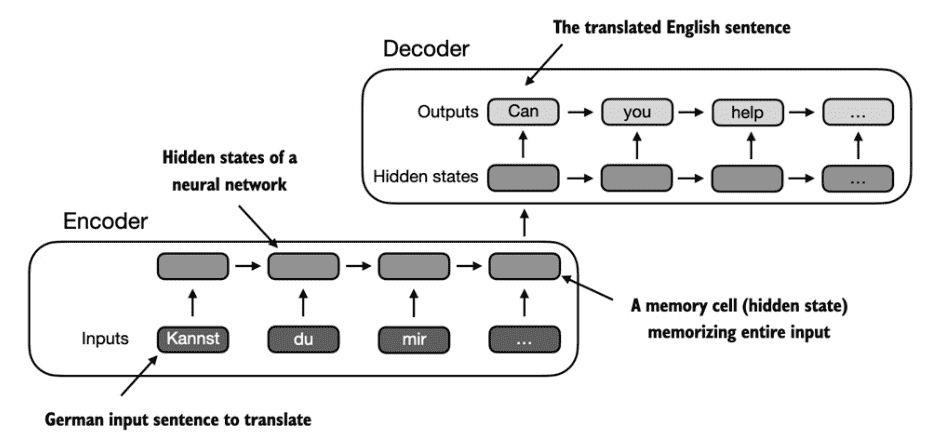 The translated English sentence
Decoder
Outputs Can you help ...
Hidden states of a
neural network
Hidden states ...
Encoder
A memory cell (hidden state)
memorizing entire input
Inputs Kannst du mir ...
German input sentence to translate